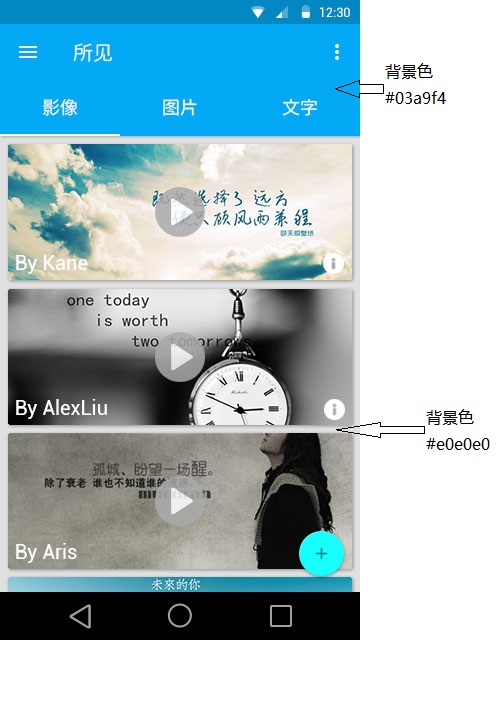 12:30
所见
背景色
#03a9f4
影像
图片
文字
既然选择了远方
便只顾风雨兼程
By Kane
one today
is worth
two tomorrows
By AlexLiu
背景色
#e0e0e0
孤城、盼望一场醒。
除了衰老 谁也不知道谁的
By Aris
未來的你